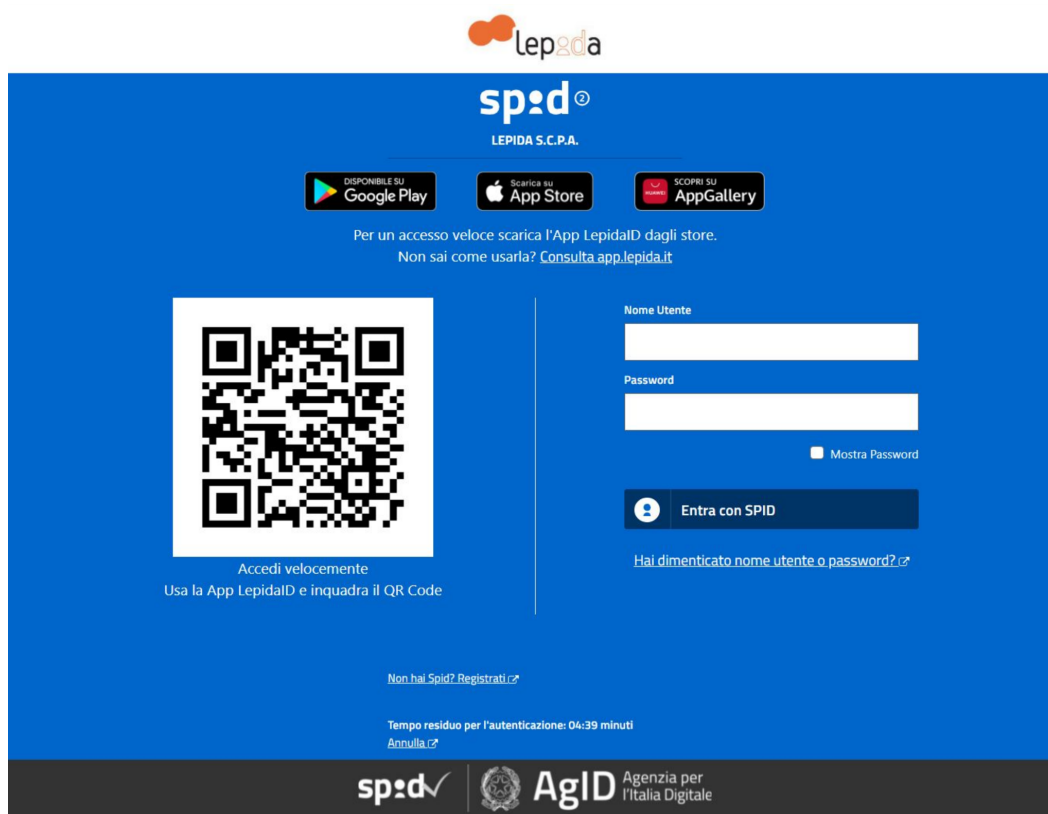 lepida
spid 2
LEPIDA S.C.P.A.
DISPONIBILE SU
Google Play
Scarica su
App Store
HUAWEI
SCOPRI SU
AppGallery
Per un accesso veloce scarica l'App LepidaID dagli store.
Non sai come usarla? Consulta app.lepida.it
Accedi velocemente
Usa la App LepidaID e inquadra il QR Code
Nome Utente
Password
Mostra Password
Entra con SPID
Hai dimenticato nome utente o password?
Non hai Spid? Registrati
Tempo residuo per l'autenticazione: 04:39 minuti
Annulla
spid
AgID
Agenzia per
l'Italia Digitale